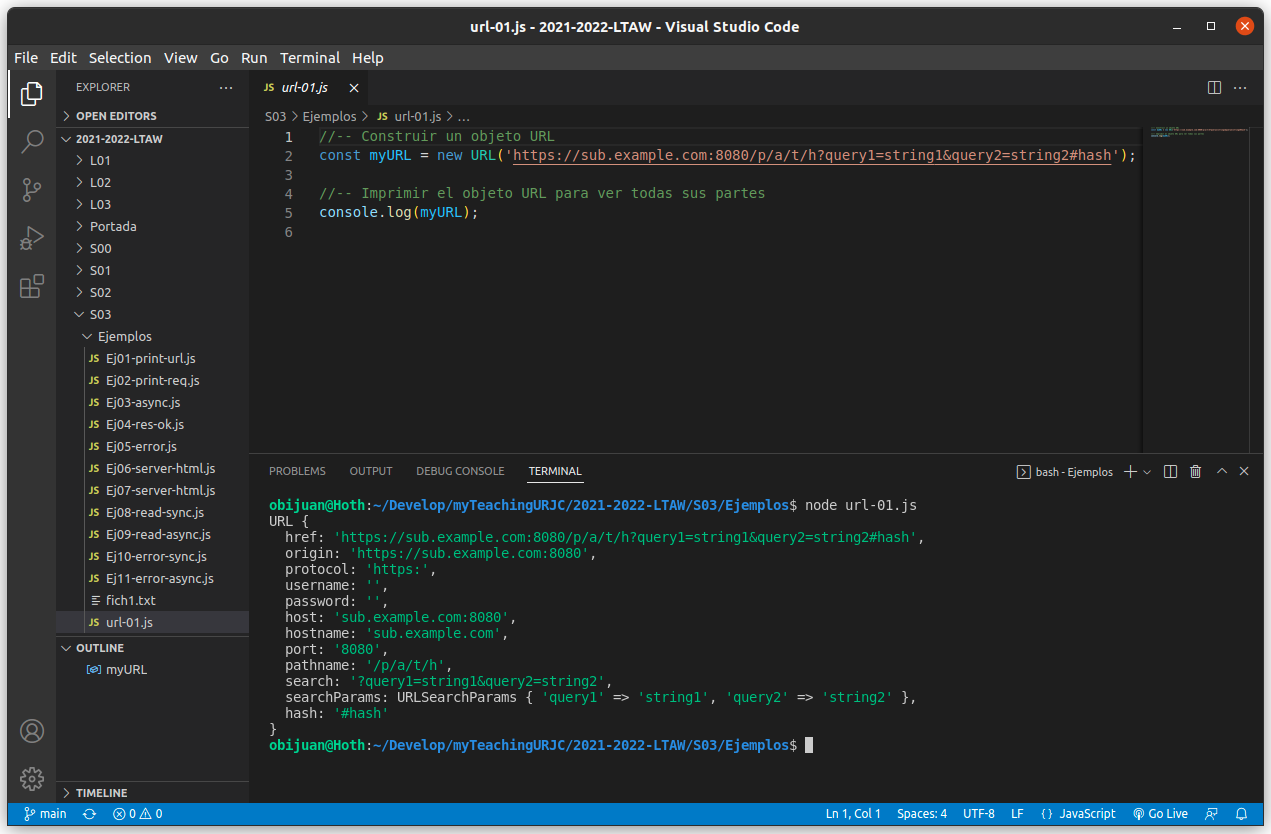 url-01.js - 2021-2022-LTAW - Visual Studio Code
File Edit Selection View Go Run Terminal Help
EXPLORER
OPEN EDITORS
2021-2022-LTAW
L01
L02
L03
Portada
S00
S01
S02
S03
Ejemplos
JS Ej01-print-url.js
JS Ej02-print-req.js
JS Ej03-async.js
JS Ej04-res-ok.js
JS Ej05-error.js
JS Ej06-server-html.js
JS Ej07-server-html.js
JS Ej08-read-sync.js
JS Ej09-read-async.js
JS Ej10-error-sync.js
JS Ej11-error-async.js
fich1.txt
JS url-01.js
OUTLINE
myURL
TIMELINE
JS url-01.js
S03 > Ejemplos > JS url-01.js > ...
1 //-- Construir un objeto URL
2 const myURL = new URL('https://sub.example.com:8080/p/a/t/h?query1=string1&query2=string2#hash');
3
4 //-- Imprimir el objeto URL para ver todas sus partes
5 console.log(myURL);
6
PROBLEMS OUTPUT DEBUG CONSOLE TERMINAL bash - Ejemplos
obijuan@Hoth:~/Develop/myTeachingURJC/2021-2022-LTAW/S03/Ejemplos$ node url-01.js
URL {
  href: 'https://sub.example.com:8080/p/a/t/h?query1=string1&query2=string2#hash',
  origin: 'https://sub.example.com:8080',
  protocol: 'https:',
  username: '',
  password: '',
  host: 'sub.example.com:8080',
  hostname: 'sub.example.com',
  port: '8080',
  pathname: '/p/a/t/h',
  search: '?query1=string1&query2=string2',
  searchParams: URLSearchParams { 'query1' => 'string1', 'query2' => 'string2' },
  hash: '#hash'
}
obijuan@Hoth:~/Develop/myTeachingURJC/2021-2022-LTAW/S03/Ejemplos$
main 0 0 Ln 1, Col 1 Spaces: 4 UTF-8 LF {} JavaScript Go Live